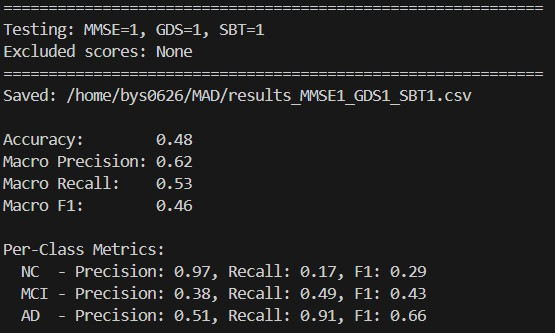 ============================================================
Testing: MMSE=1, GDS=1, SBT=1
Excluded scores: None
============================================================
Saved: /home/bys0626/MAD/results_MMSE1_GDS1_SBT1.csv
Accuracy:        0.48
Macro Precision: 0.62
Macro Recall:    0.53
Macro F1:        0.46
Per-Class Metrics:
  NC  - Precision: 0.97, Recall: 0.17, F1: 0.29
  MCI - Precision: 0.38, Recall: 0.49, F1: 0.43
  AD  - Precision: 0.51, Recall: 0.91, F1: 0.66